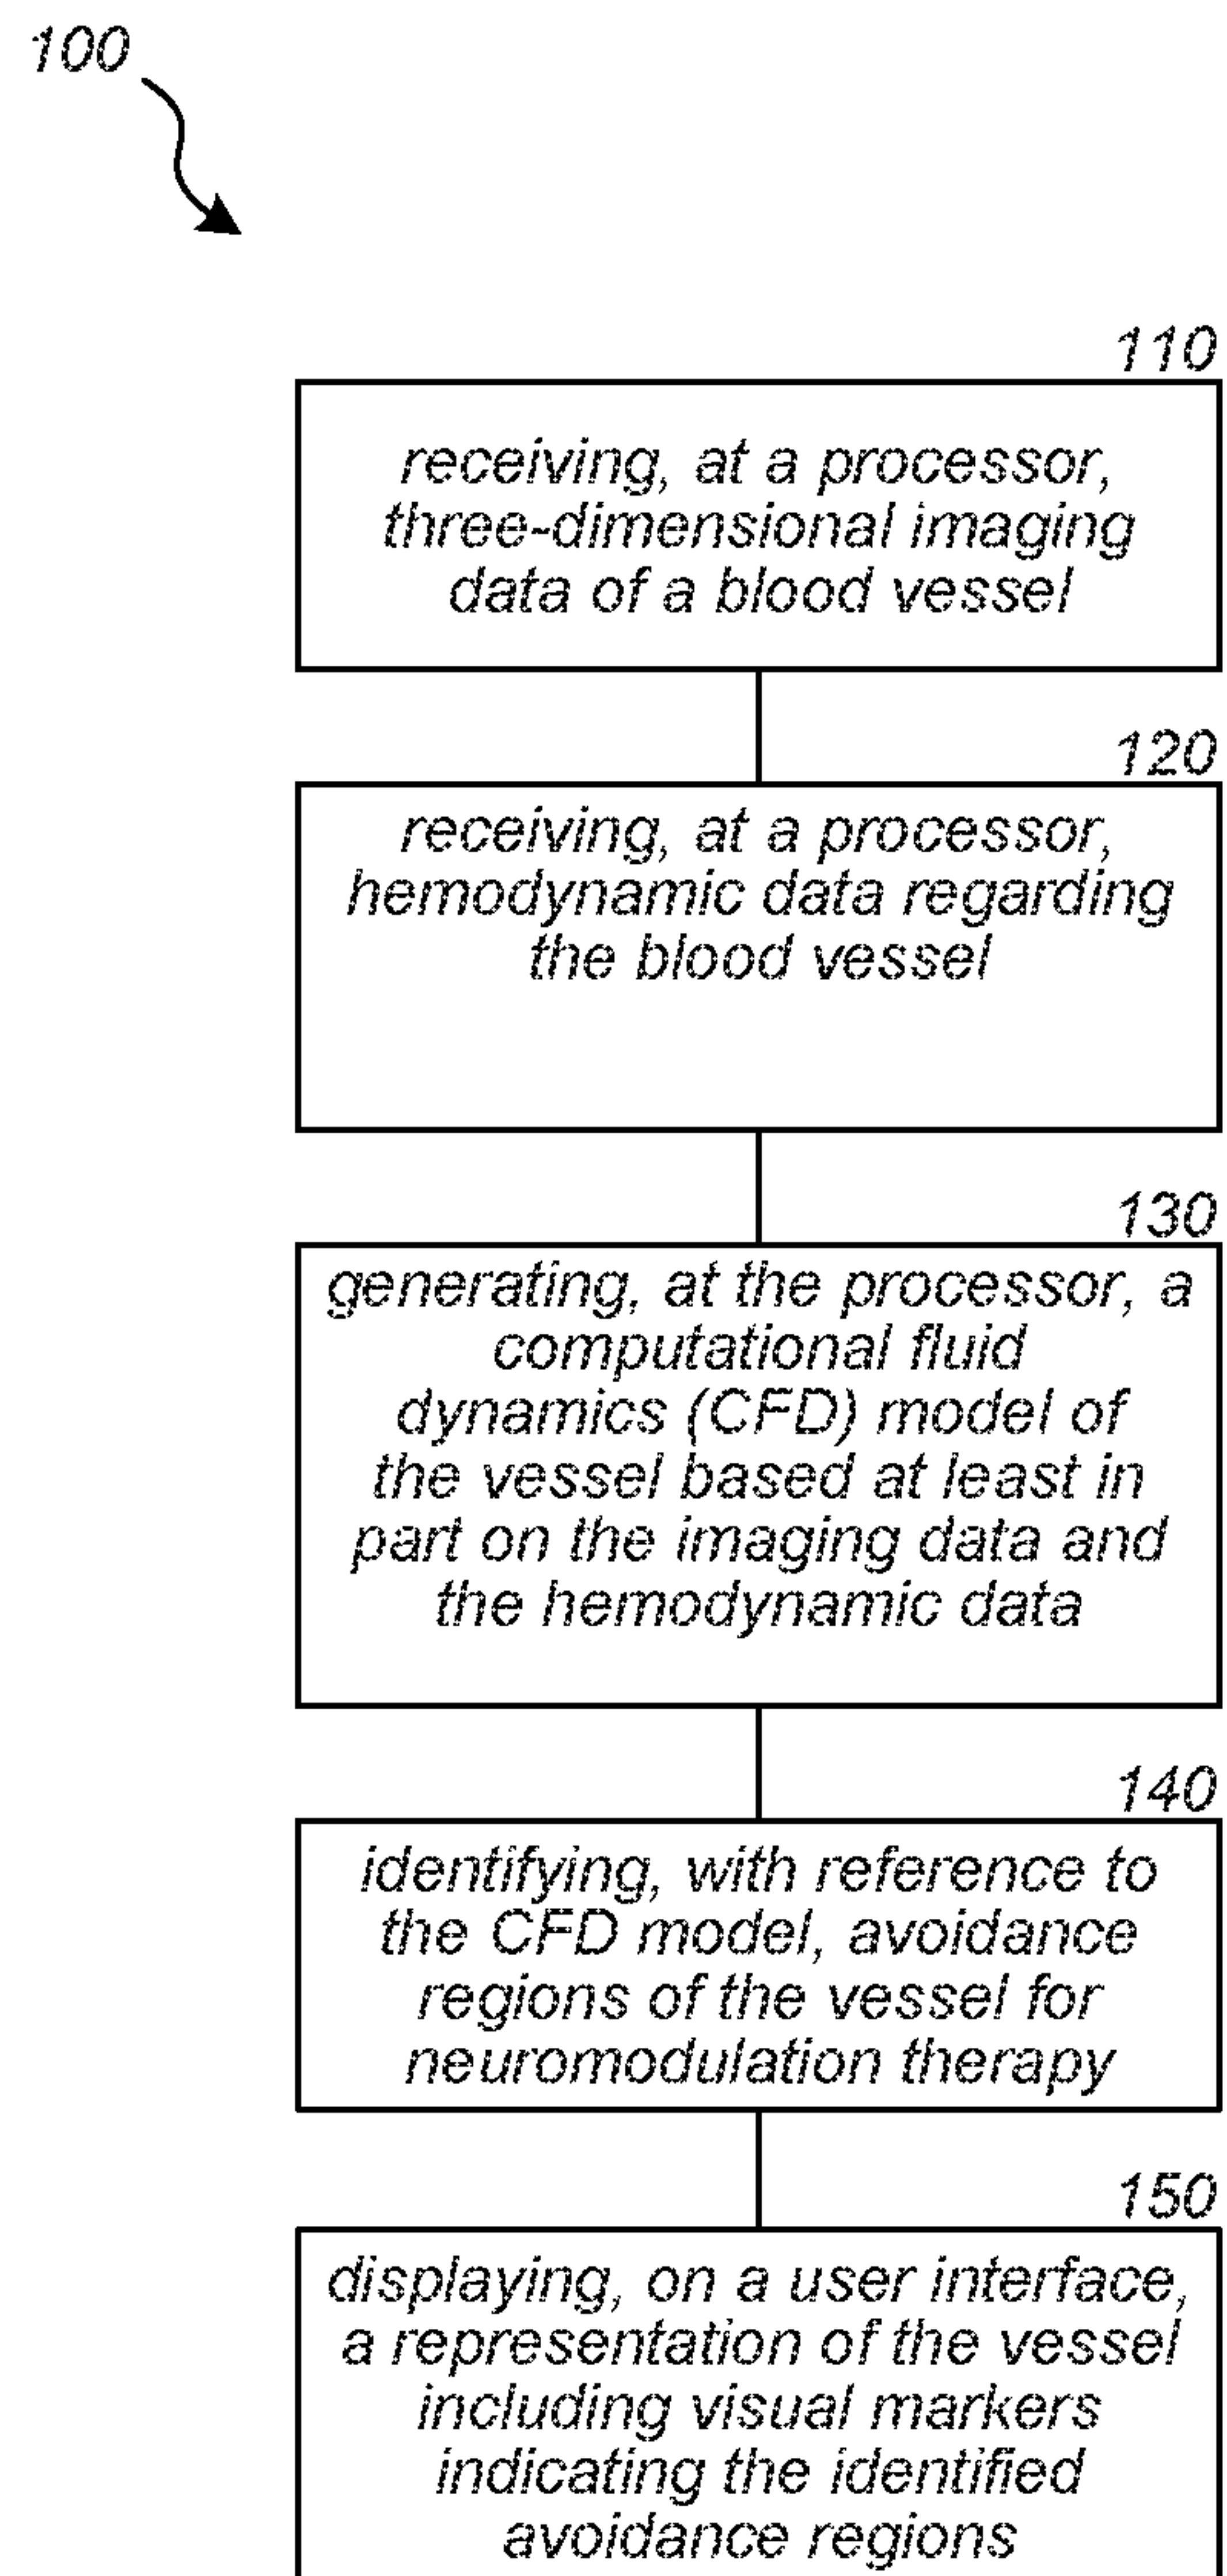 100
110
receiving, at a processor,
three-dimensional imaging
data of a blood vessel
120
receiving, at a processor,
hemodynamic data regarding
the blood vessel
130
generating, at the processor, a
computational fluid
dynamics (CFD) model of
the vessel based at least in
part on the imaging data and
the hemodynamic data
140
identifying, with reference to
the CFD model, avoidance
regions of the vessel for
neuromodulation therapy
150
displaying, on a user interface,
a representation of the vessel
including visual markers
indicating the identified
avoidance regions